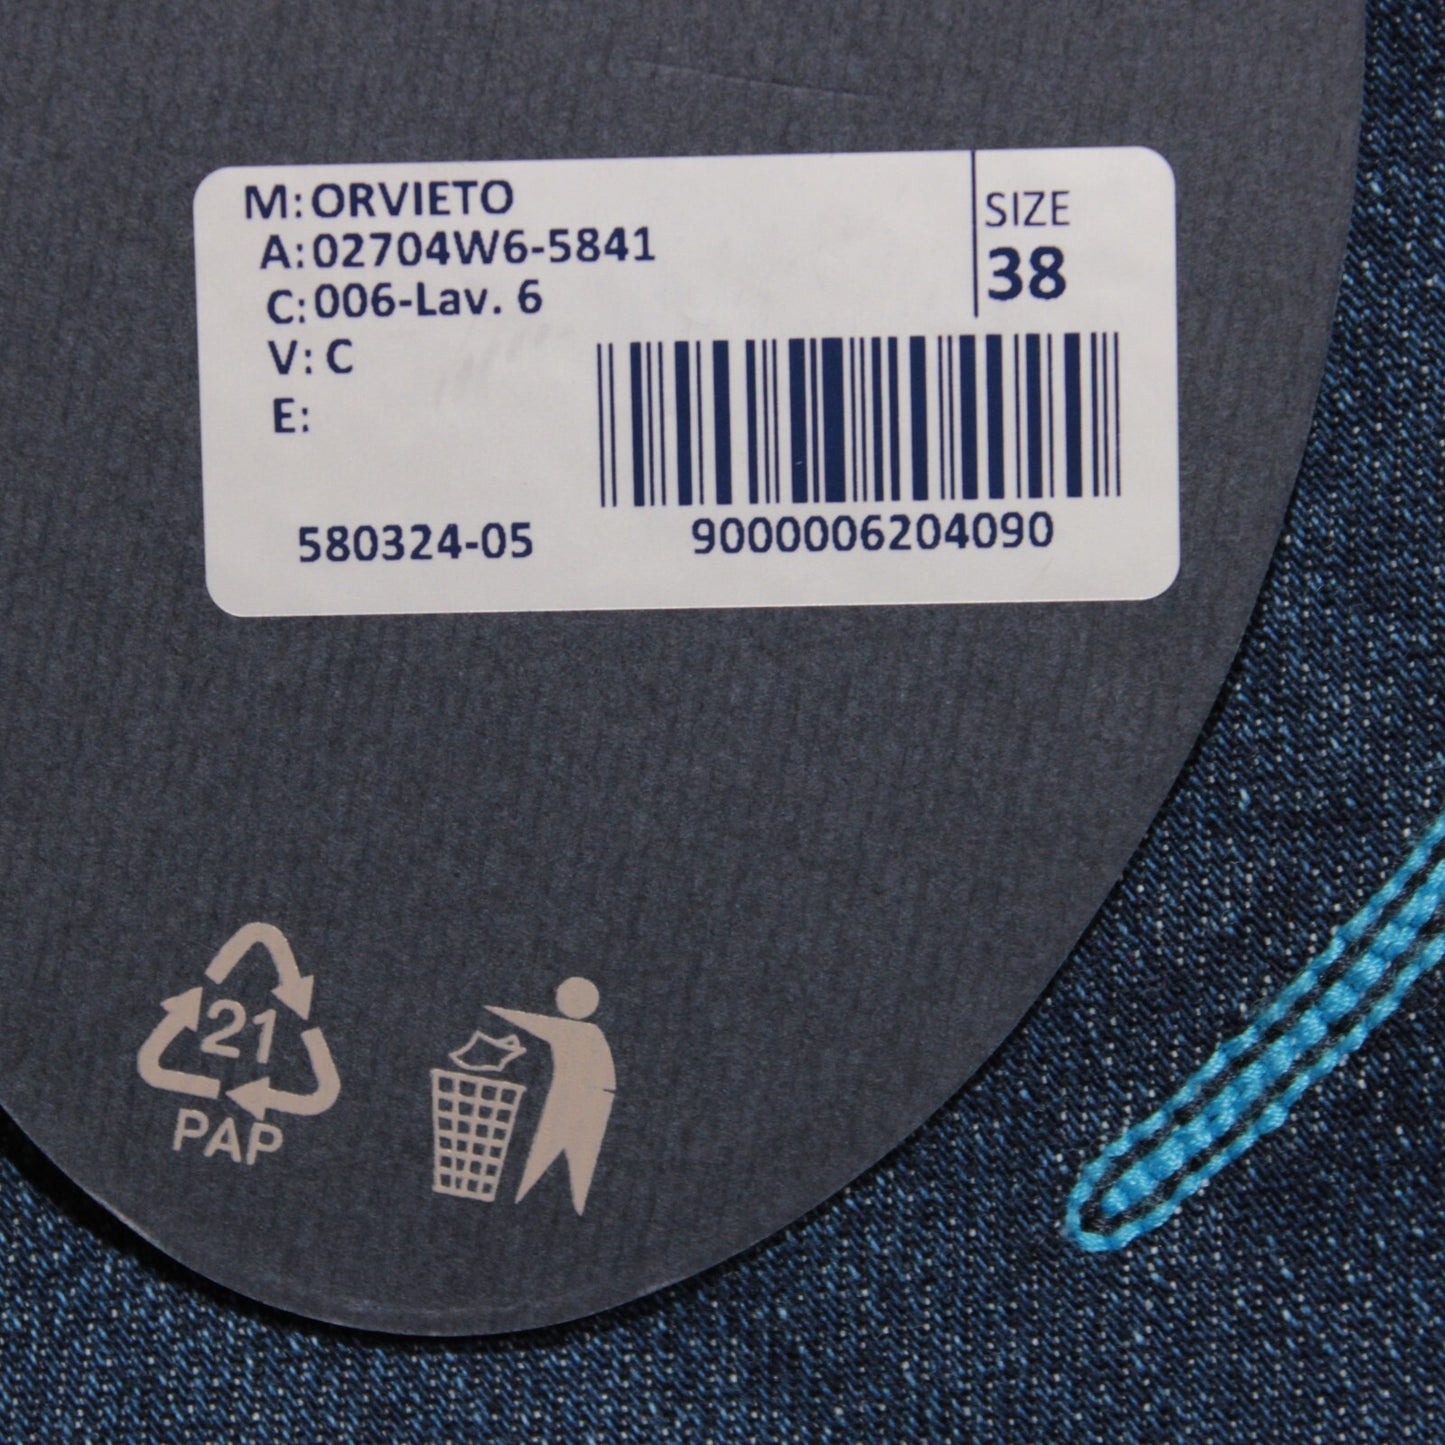 M: ORVIETO
A: 02704W6-5841
C: 006-Lav. 6
V: C
E:
SIZE
38
580324-05
9000006204090
21
PAP